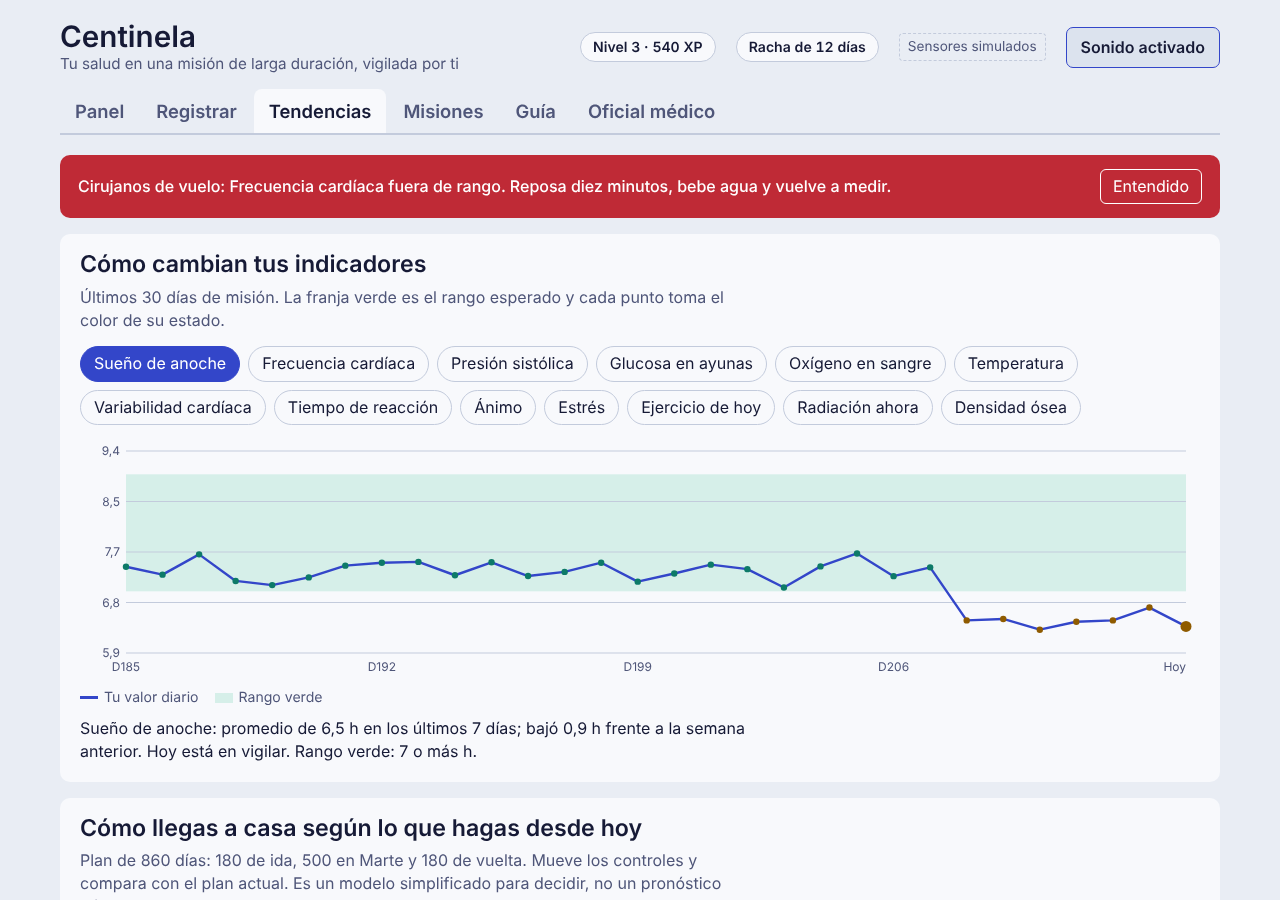 Centinela
Tu salud en una misión de larga duración, vigilada por ti
Nivel 3 · 540 XP
Racha de 12 días
Sensores simulados
Sonido activado
Panel
Registrar
Tendencias
Misiones
Guía
Oficial médico
Cirujanos de vuelo: Frecuencia cardíaca fuera de rango. Reposa diez minutos, bebe agua y vuelve a medir.
Entendido
Cómo cambian tus indicadores
Últimos 30 días de misión. La franja verde es el rango esperado y cada punto toma el
color de su estado.
Sueño de anoche
Frecuencia cardíaca
Presión sistólica
Glucosa en ayunas
Oxígeno en sangre
Temperatura
Variabilidad cardíaca
Tiempo de reacción
Ánimo
Estrés
Ejercicio de hoy
Radiación ahora
Densidad ósea
9,4
8,5
7,7
6,8
5,9
D185
D192
D199
D206
Hoy
Tu valor diario
Rango verde
Sueño de anoche: promedio de 6,5 h en los últimos 7 días; bajó 0,9 h frente a la semana
anterior. Hoy está en vigilar. Rango verde: 7 o más h.
Cómo llegas a casa según lo que hagas desde hoy
Plan de 860 días: 180 de ida, 500 en Marte y 180 de vuelta. Mueve los controles y
compara con el plan actual. Es un modelo simplificado para decidir, no un pronóstico